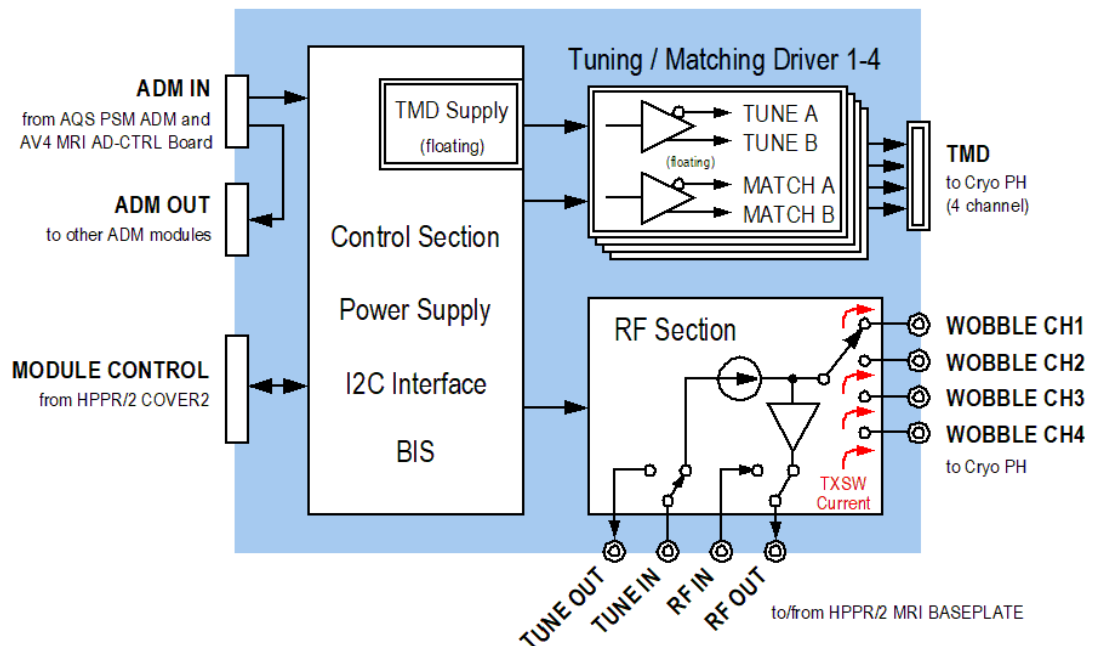 ADM IN
from AQS PSM ADM and
AV4 MRI AD-CTRL Board
ADM OUT
to other ADM modules
MODULE CONTROL
from HPPR/2 COVER2
TMD Supply
(floating)
Control Section
Power Supply
I2C Interface
BIS
Tuning / Matching Driver 1-4
TUNE A
TUNE B
(floating)
MATCH A
MATCH B
TMD
to Cryo PH
(4 channel)
RF Section
TXSW
Current
WOBBLE CH1
WOBBLE CH2
WOBBLE CH3
WOBBLE CH4
to Cryo PH
TUNE OUT
TUNE IN
RF IN
RF OUT
to/from HPPR/2 MRI BASEPLATE